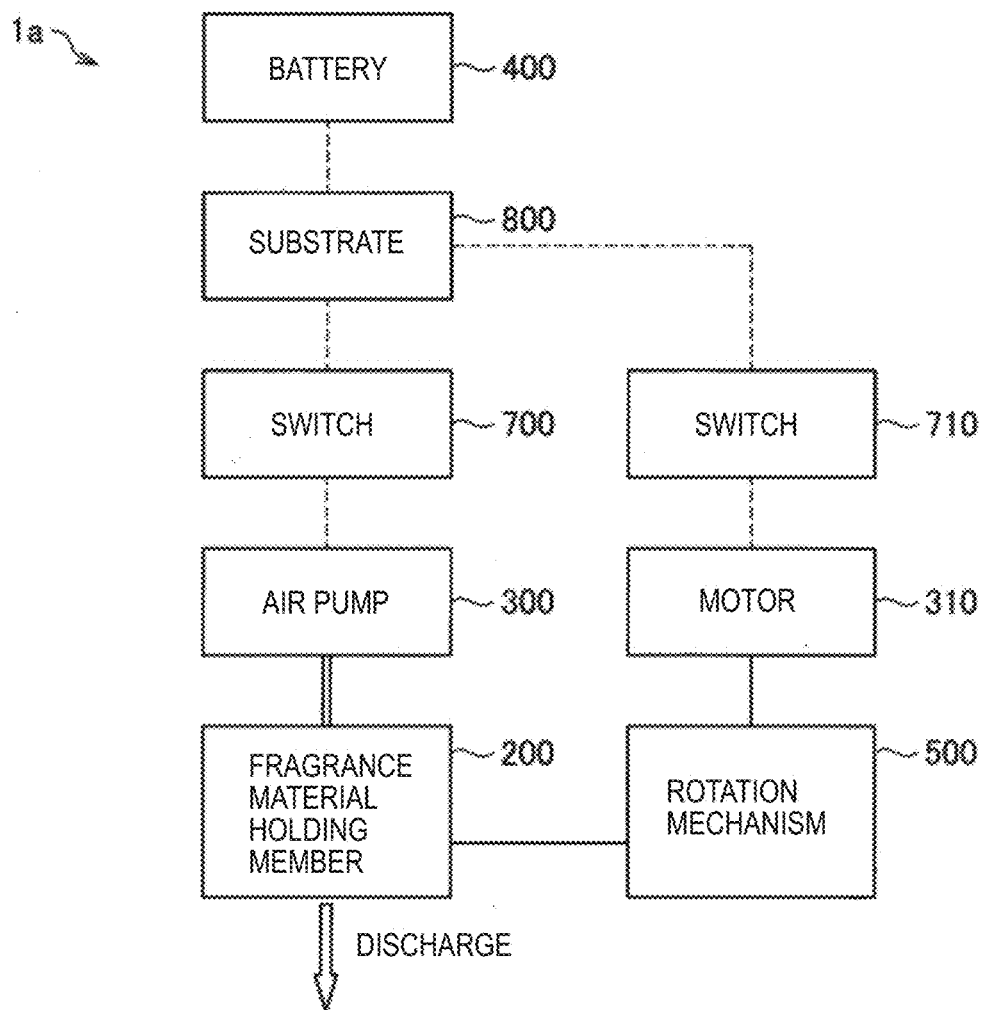 1a
BATTERY
400
SUBSTRATE
800
SWITCH
700
SWITCH
710
AIR PUMP
300
MOTOR
310
FRAGRANCE
MATERIAL
HOLDING
MEMBER
200
ROTATION
MECHANISM
500
DISCHARGE